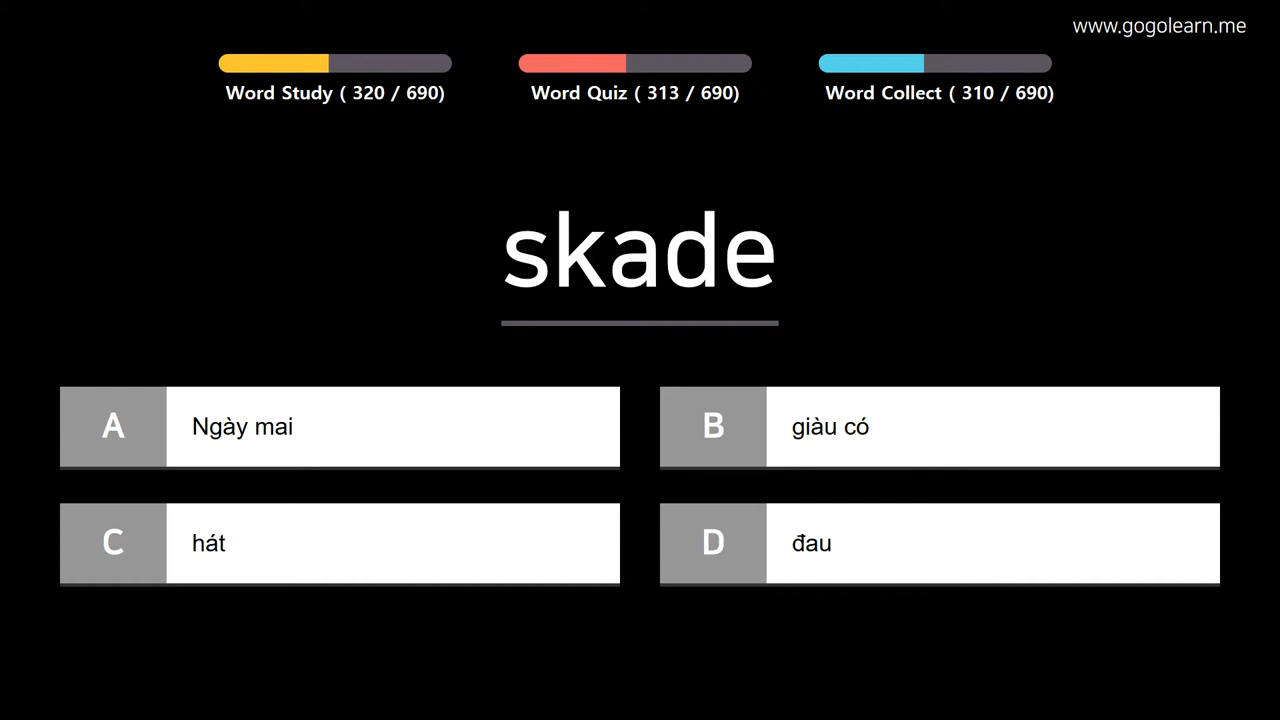 www.gogolearn.me
Word Study ( 320 / 690)
Word Quiz ( 313 / 690)
Word Collect ( 310 / 690)
skade
A
Ngày mai
B
giàu có
C
hát
D
đau